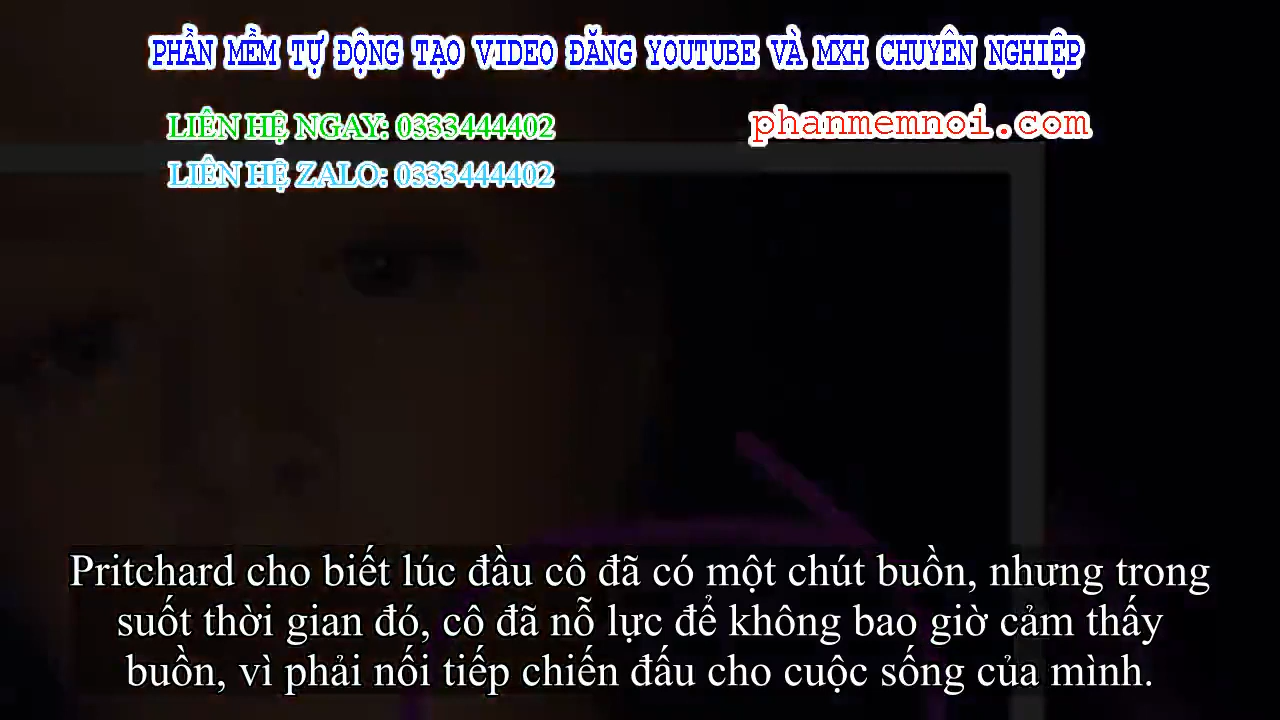 PHẦN MỀM TỰ ĐỘNG TẠO VIDEO ĐĂNG YOUTUBE VÀ MXH CHUYÊN NGHIỆP
LIÊN HỆ NGAY: 0333444402
phanmemnoi.com
LIÊN HỆ ZALO: 0333444402
Pritchard cho biết lúc đầu cô đã có một chút buồn, nhưng trong
suốt thời gian đó, cô đã nỗ lực để không bao giờ cảm thấy
buồn, vì phải nối tiếp chiến đấu cho cuộc sống của mình.